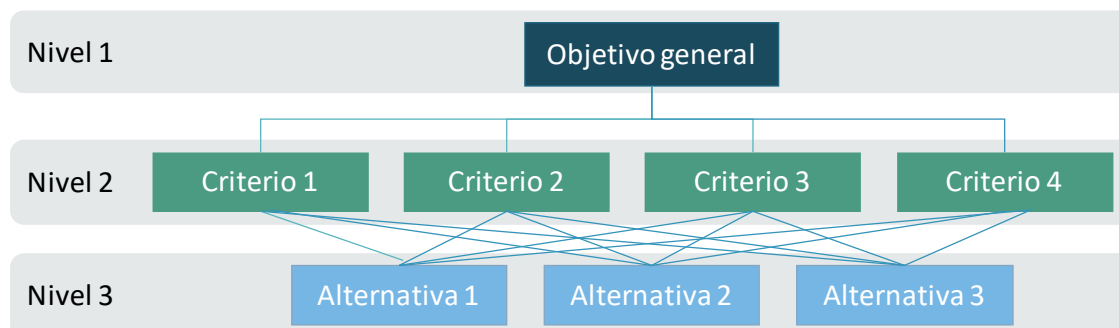 Nivel 1
Objetivo general
Nivel 2
Criterio 1
Criterio 2
Criterio 3
Criterio 4
Nivel 3
Alternativa 1
Alternativa 2
Alternativa 3